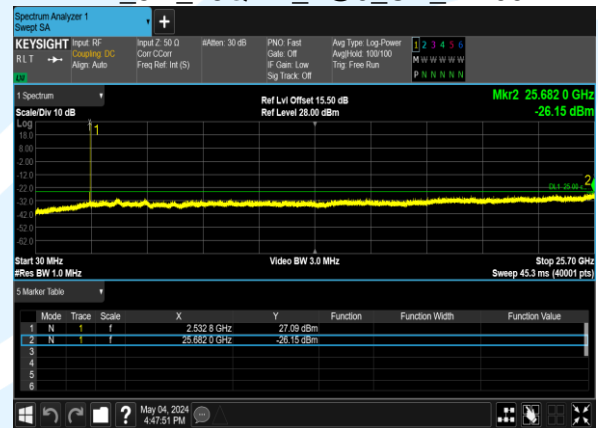 Spectrum Analyzer 1
Swept SA
KEYSIGHT Input: RF Input Z: 50 Ω #Atten: 30 dB PNO: Fast Avg Type: Log-Power 1 2 3 4 5 6
RLT Coupling: DC Corr CCorr Gate: Off Avg|Hold: 100/100 M W W W W W
Align: Auto Freq Ref: Int (S) IF Gain: Low Trig: Free Run
Sig Track: Off P N N N N N
1 Spectrum Ref Lvl Offset 15.50 dB Mkr2 25.682 0 GHz
Scale/Div 10 dB Ref Level 28.00 dBm -26.15 dBm
Log
18.0 1
8.00
-2.00
-12.0
-22.0 2
-32.0
-42.0
-52.0
-62.0
Start 30 MHz Video BW 3.0 MHz Stop 25.70 GHz
#Res BW 1.0 MHz Sweep 45.3 ms (40001 pts)
5 Marker Table
Mode Trace Scale X Y Function Function Width Function Value
1 N 1 f 2.532 8 GHz 27.09 dBm
2 N 1 f 25.682 0 GHz -26.15 dBm
3
4
5
6
May 04, 2024
4:47:51 PM